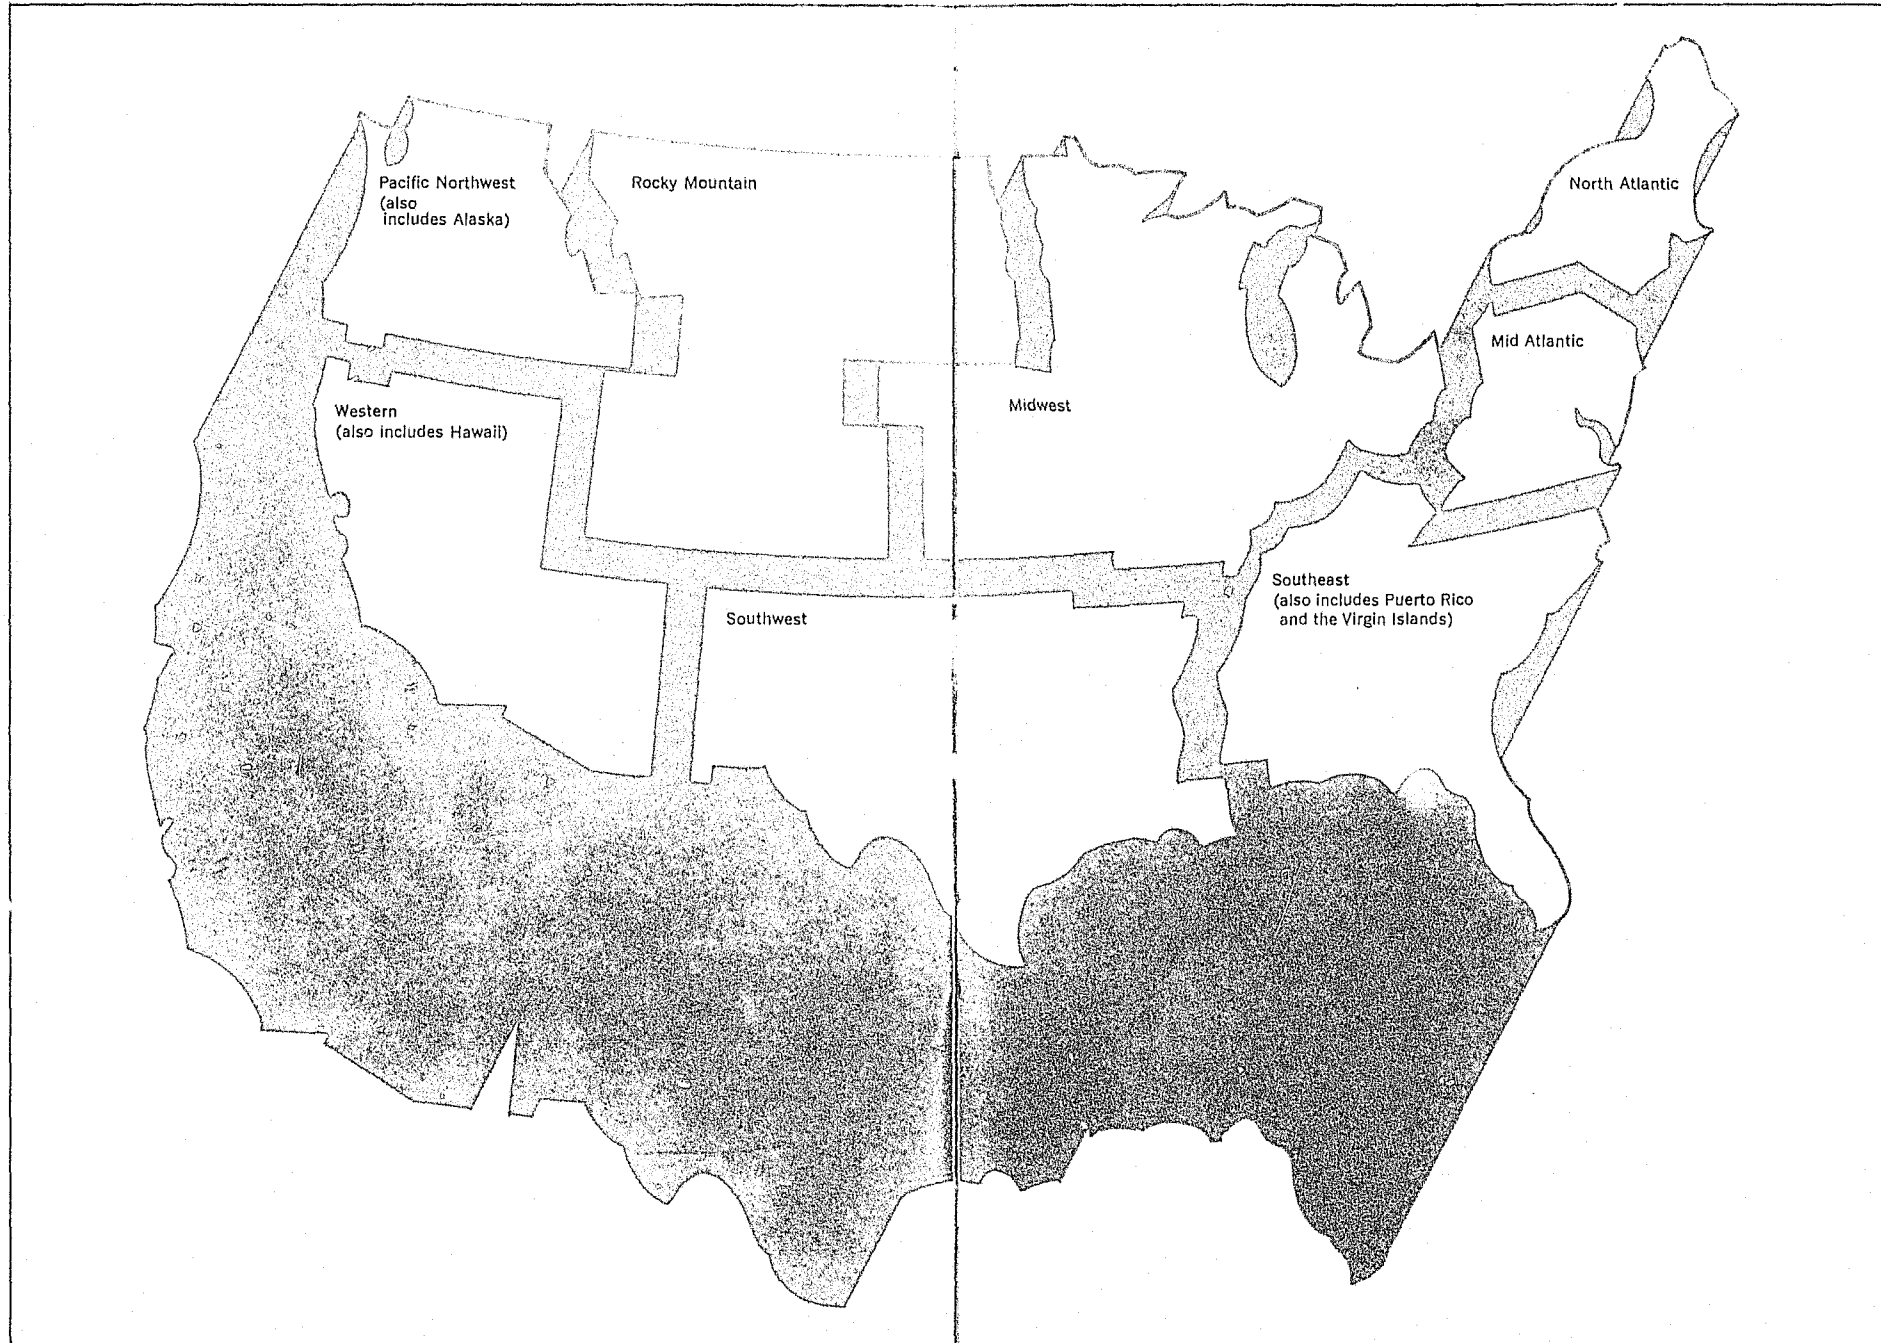 Pacific Northwest
(also
includes Alaska)
Rocky Mountain
North Atlantic
Mid Atlantic
Western
(also includes Hawaii)
Midwest
Southeast
(also includes Puerto Rico
and the Virgin Islands)
Southwest